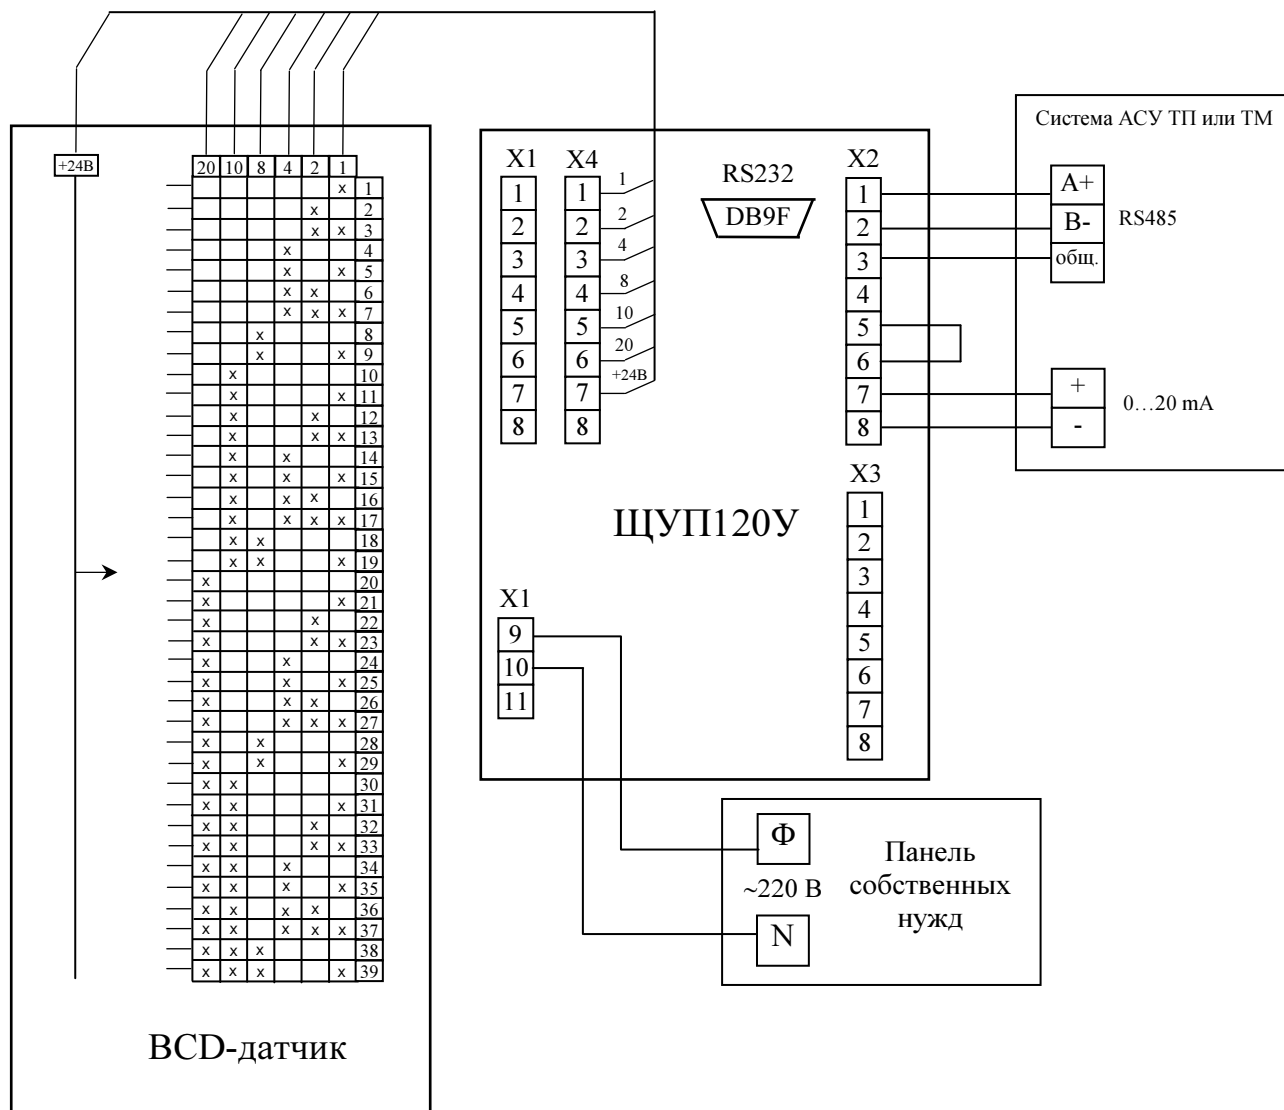 +24В
20 10 8 4 2 1
x 1
x 2
x x 3
x 4
x x 5
x x 6
x x x 7
x 8
x x 9
x 10
x x 11
x x 12
x x x 13
x x 14
x x x 15
x x x 16
x x x x 17
x x 18
x x x 19
x 20
x x 21
x x 22
x x x 23
x x 24
x x x 25
x x x 26
x x x x 27
x x 28
x x x 29
x x 30
x x x 31
x x x 32
x x x x 33
x x x 34
x x x x 35
x x x x 36
x x x x x 37
x x x 38
x x x x 39
BCD-датчик
X1
1
2
3
4
5
6
7
8
X4
1
2
3
4
5
6
7
8
1
2
4
8
10
20
+24В
RS232
DB9F
X2
1
2
3
4
5
6
7
8
X3
1
2
3
4
5
6
7
8
ЩУП120У
X1
9
10
11
Система АСУ ТП или ТМ
A+
B-
общ.
RS485
+
-
0…20 mA
Ф
~220 В
N
Панель
собственных
нужд